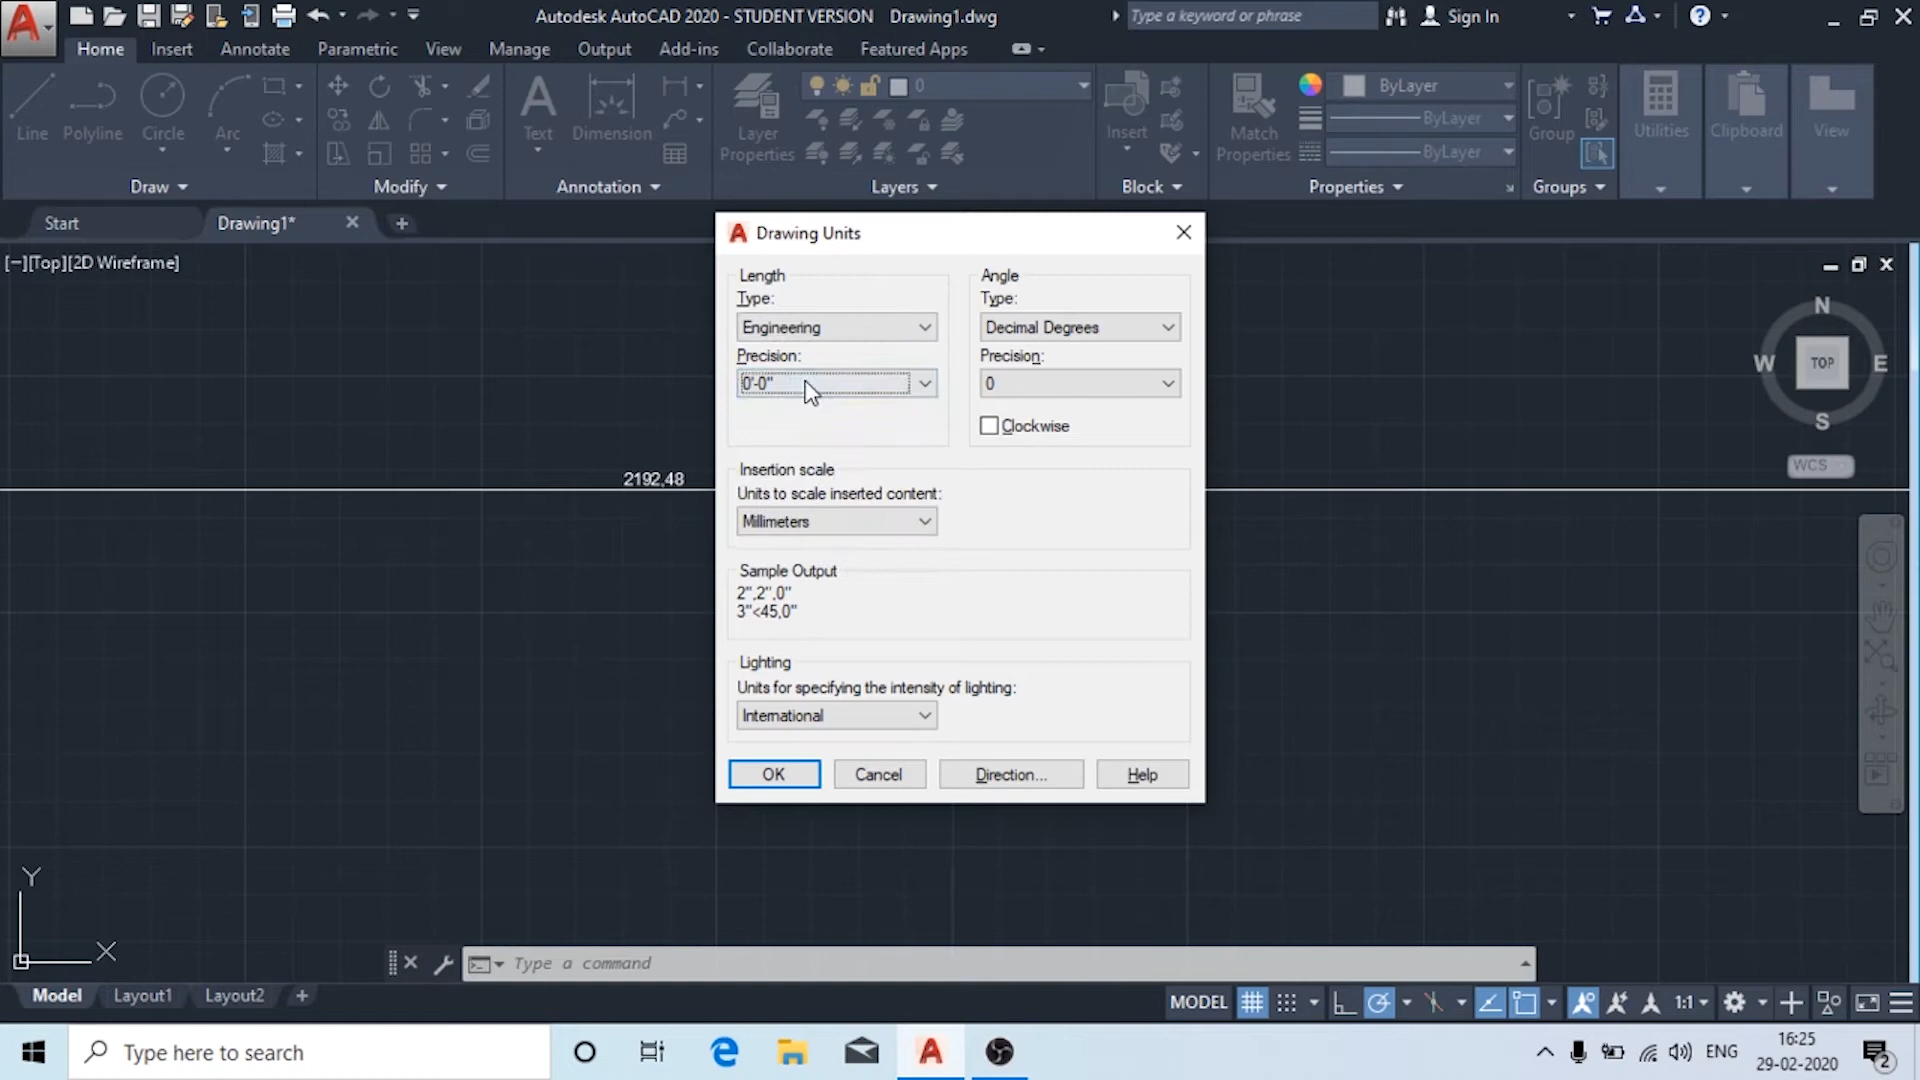 Autodesk AutoCAD 2020 - STUDENT VERSION Drawing1.dwg
Type a keyword or phrase
Sign In
Home Insert Annotate Parametric View Manage Output Add-ins Collaborate Featured Apps
0
ByLayer
ByLayer
ByLayer
Line Polyline Circle Arc
Text Dimension
Layer
Properties
Insert
Match
Properties
Group
Utilities
Clipboard
View
Draw
Modify
Annotation
Layers
Block
Properties
Groups
Start
Drawing1*
[−][Top][2D Wireframe]
N
W
TOP
E
S
WCS
2192,48
Drawing Units
Length
Type:
Engineering
Precision:
0'-0"
Angle
Type:
Decimal Degrees
Precision:
0
Clockwise
Insertion scale
Units to scale inserted content:
Millimeters
Sample Output
2",2",0"
3"<45,0"
Lighting
Units for specifying the intensity of lighting:
International
OK Cancel Direction... Help
Y
X
Type a command
Model Layout1 Layout2
MODEL
1:1
Type here to search
ENG
16:25
29-02-2020
2